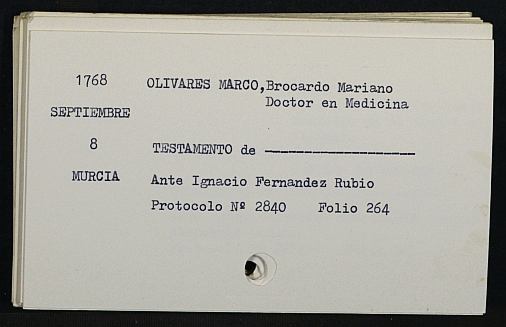 1768 OLIVARES MARCO, Brocardo Mariano
Doctor en Medicina
SEPTIEMBRE
8 TESTAMENTO de -------------------
MURCIA Ante Ignacio Fernandez Rubio
Protocolo Nº 2840 Folio 264